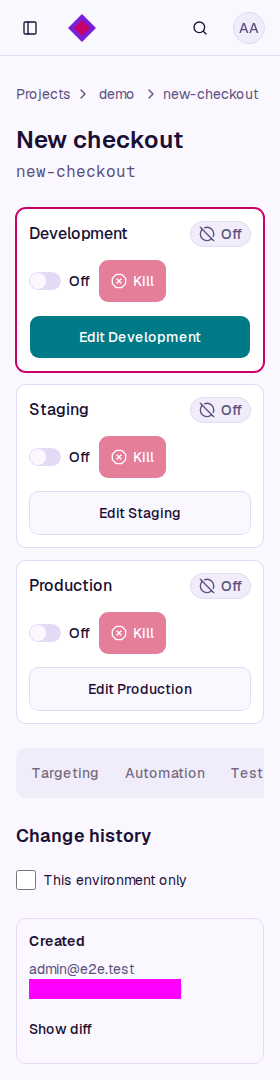 AA
Projects > demo > new-checkout
New checkout
new-checkout
Development Off
Off Kill
Edit Development
Staging Off
Off Kill
Edit Staging
Production Off
Off Kill
Edit Production
Targeting Automation Test
Change history
This environment only
Created
admin@e2e.test
Show diff